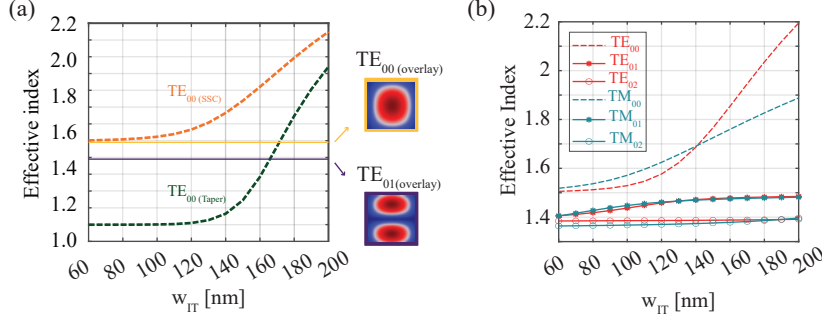 (a)
2.2
2.0
1.8
1.6
1.4
1.2
1.0
Effective index
TE00 (SSC)
TE00 (Taper)
60
80
100
120
140
160
180
200
wIT [nm]
TE00 (overlay)
TE01(overlay)
(b)
2.2
2
1.8
1.6
1.4
Effective Index
TE00
TE01
TE02
TM00
TM01
TM02
60
80
100
120
140
160
180
200
wIT [nm]